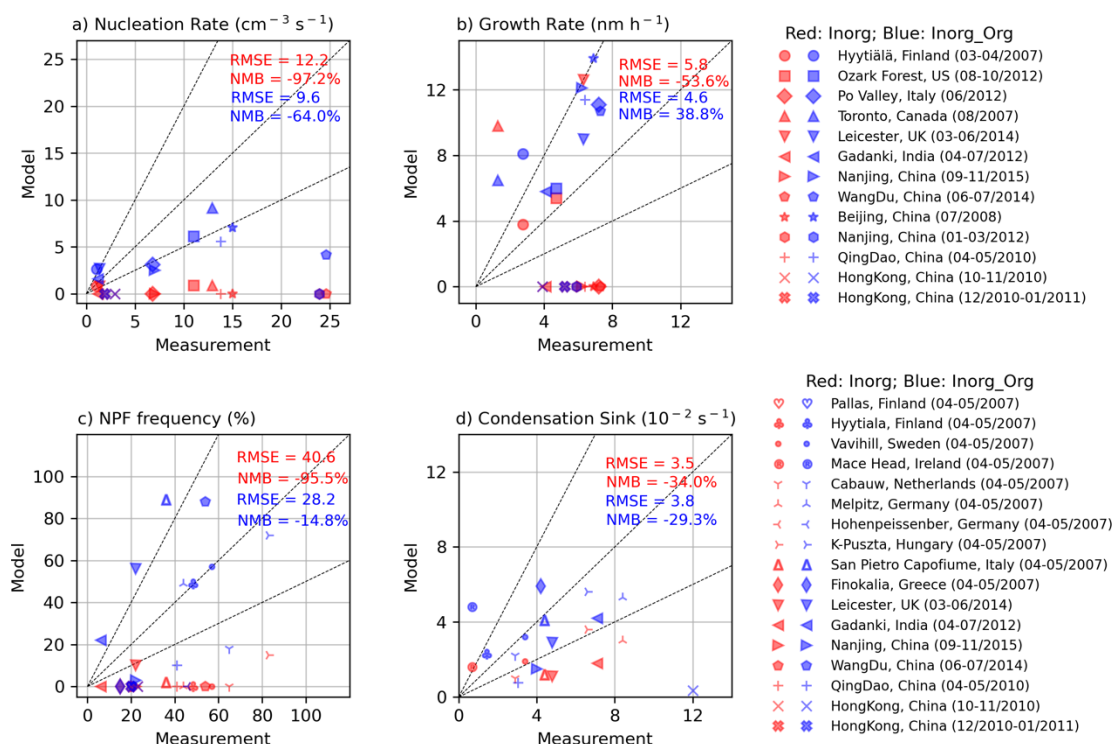 a) Nucleation Rate (cm⁻³ s⁻¹)
25
20
15
10
5
0
Model
RMSE = 12.2
NMB = -97.2%
RMSE = 9.6
NMB = -64.0%
0 5 10 15 20 25
Measurement
b) Growth Rate (nm h⁻¹)
12
8
4
0
Model
RMSE = 5.8
NMB = -53.6%
RMSE = 4.6
NMB = 38.8%
0 4 8 12
Measurement
Red: Inorg; Blue: Inorg_Org
Hyytiälä, Finland (03-04/2007)
Ozark Forest, US (08-10/2012)
Po Valley, Italy (06/2012)
Toronto, Canada (08/2007)
Leicester, UK (03-06/2014)
Gadanki, India (04-07/2012)
Nanjing, China (09-11/2015)
WangDu, China (06-07/2014)
Beijing, China (07/2008)
Nanjing, China (01-03/2012)
QingDao, China (04-05/2010)
HongKong, China (10-11/2010)
HongKong, China (12/2010-01/2011)
c) NPF frequency (%)
100
80
60
40
20
0
Model
RMSE = 40.6
NMB = -95.5%
RMSE = 28.2
NMB = -14.8%
0 20 40 60 80 100
Measurement
d) Condensation Sink (10⁻² s⁻¹)
12
8
4
0
Model
RMSE = 3.5
NMB = -34.0%
RMSE = 3.8
NMB = -29.3%
0 4 8 12
Measurement
Red: Inorg; Blue: Inorg_Org
Pallas, Finland (04-05/2007)
Hyytiala, Finland (04-05/2007)
Vavihill, Sweden (04-05/2007)
Mace Head, Ireland (04-05/2007)
Cabauw, Netherlands (04-05/2007)
Melpitz, Germany (04-05/2007)
Hohenpeissenber, Germany (04-05/2007)
K-Puszta, Hungary (04-05/2007)
San Pietro Capofiume, Italy (04-05/2007)
Finokalia, Greece (04-05/2007)
Leicester, UK (03-06/2014)
Gadanki, India (04-07/2012)
Nanjing, China (09-11/2015)
WangDu, China (06-07/2014)
QingDao, China (04-05/2010)
HongKong, China (10-11/2010)
HongKong, China (12/2010-01/2011)